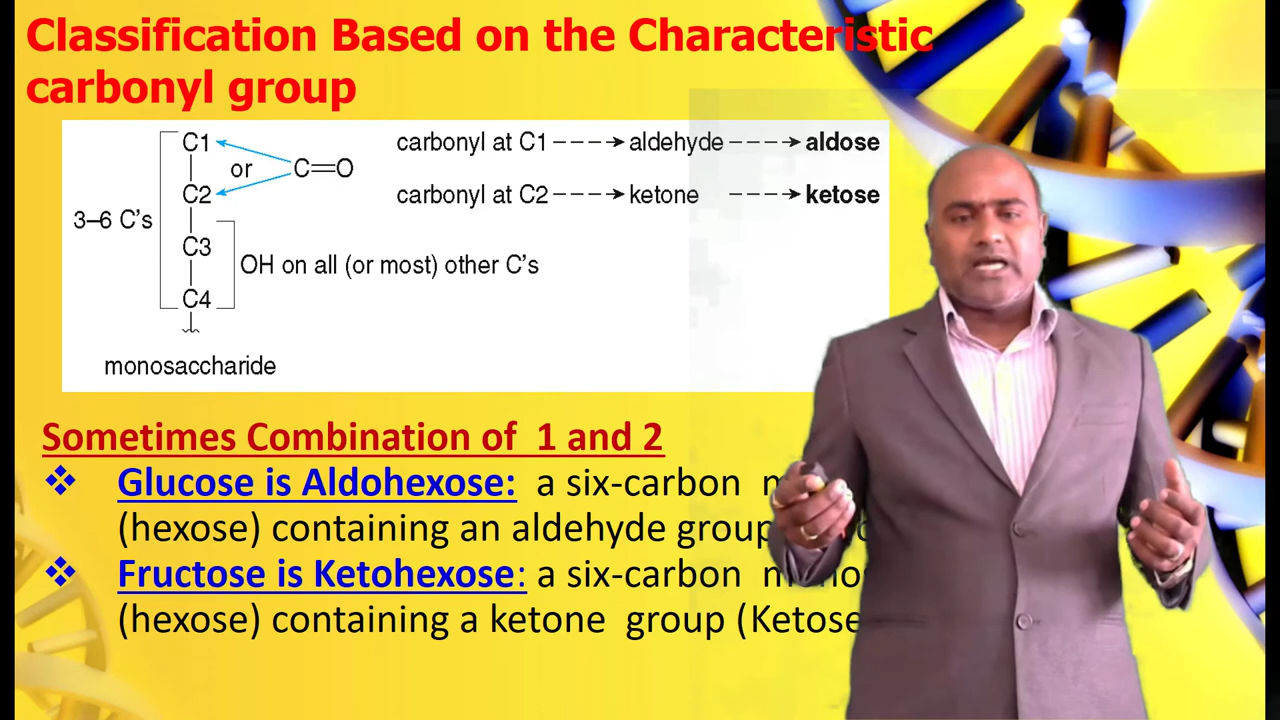 Classification Based on the Characteristic
carbonyl group
C1
or
C=O
C2
3–6 C's
C3
OH on all (or most) other C's
C4
monosaccharide
carbonyl at C1 ----> aldehyde ----> aldose
carbonyl at C2 ----> ketone ----> ketose
Sometimes Combination of 1 and 2
❖ Glucose is Aldohexose: a six-carbon
(hexose) containing an aldehyde group
❖ Fructose is Ketohexose: a six-carbon
(hexose) containing a ketone group (Ketose